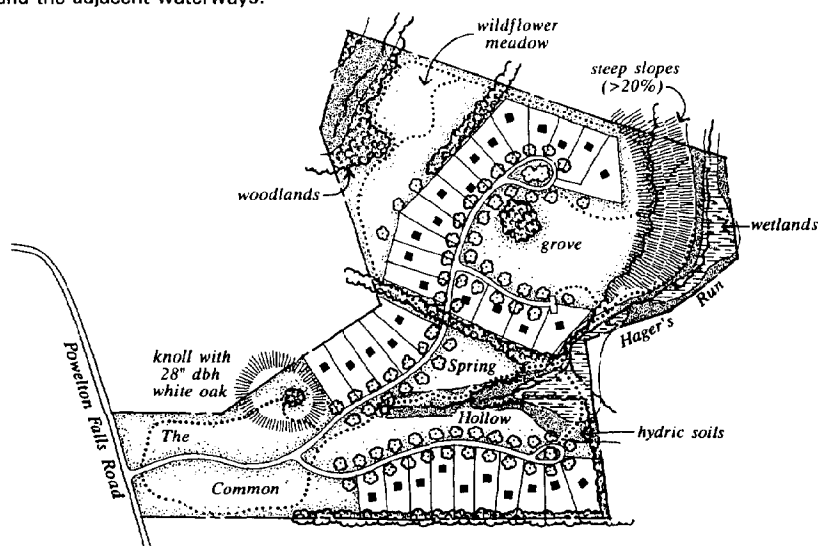 and the adjacent waterways.
wildflower
meadow
steep slopes
(>20%)
woodlands
wetlands
grove
Hager's Run
knoll with
28" dbh
white oak
Spring
Hollow
Powelton Falls Road
The
Common
hydric soils